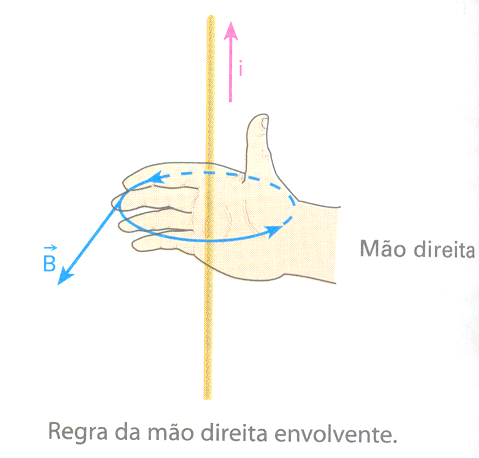 i
B⃗
Mão direita
Regra da mão direita envolvente.